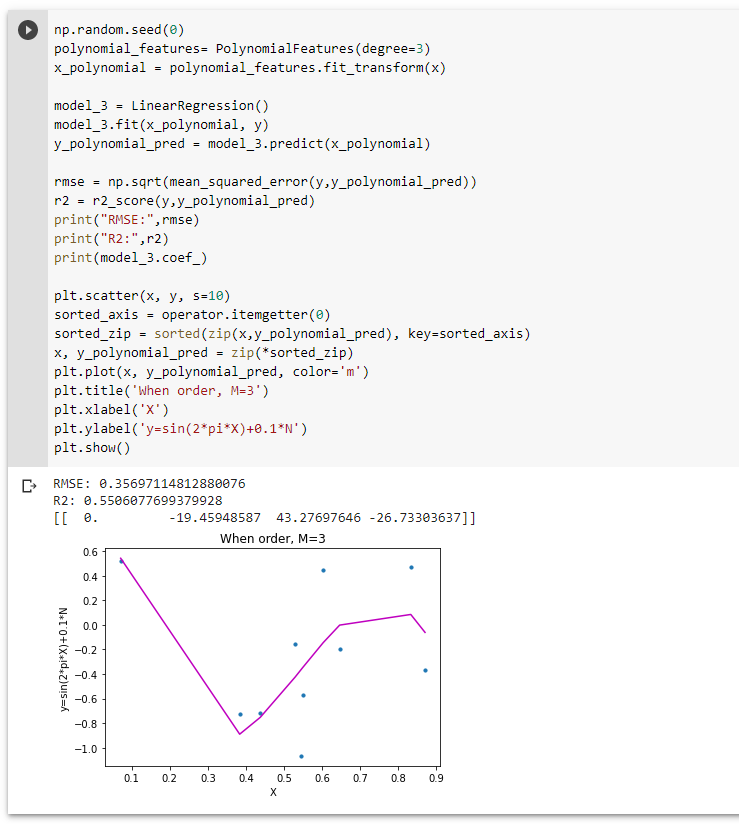 np.random.seed(0)
polynomial_features= PolynomialFeatures(degree=3)
x_polynomial = polynomial_features.fit_transform(x)
model_3 = LinearRegression()
model_3.fit(x_polynomial, y)
y_polynomial_pred = model_3.predict(x_polynomial)
rmse = np.sqrt(mean_squared_error(y,y_polynomial_pred))
r2 = r2_score(y,y_polynomial_pred)
print("RMSE:",rmse)
print("R2:",r2)
print(model_3.coef_)
plt.scatter(x, y, s=10)
sorted_axis = operator.itemgetter(0)
sorted_zip = sorted(zip(x,y_polynomial_pred), key=sorted_axis)
x, y_polynomial_pred = zip(*sorted_zip)
plt.plot(x, y_polynomial_pred, color='m')
plt.title('When order, M=3')
plt.xlabel('X')
plt.ylabel('y=sin(2*pi*X)+0.1*N')
plt.show()
RMSE: 0.35697114812880076
R2: 0.5506077699379928
[[  0.         -19.45948587  43.27697646 -26.73303637]]
When order, M=3
y=sin(2*pi*X)+0.1*N
0.6
0.4
0.2
0.0
−0.2
−0.4
−0.6
−0.8
−1.0
0.1 0.2 0.3 0.4 0.5 0.6 0.7 0.8 0.9
X